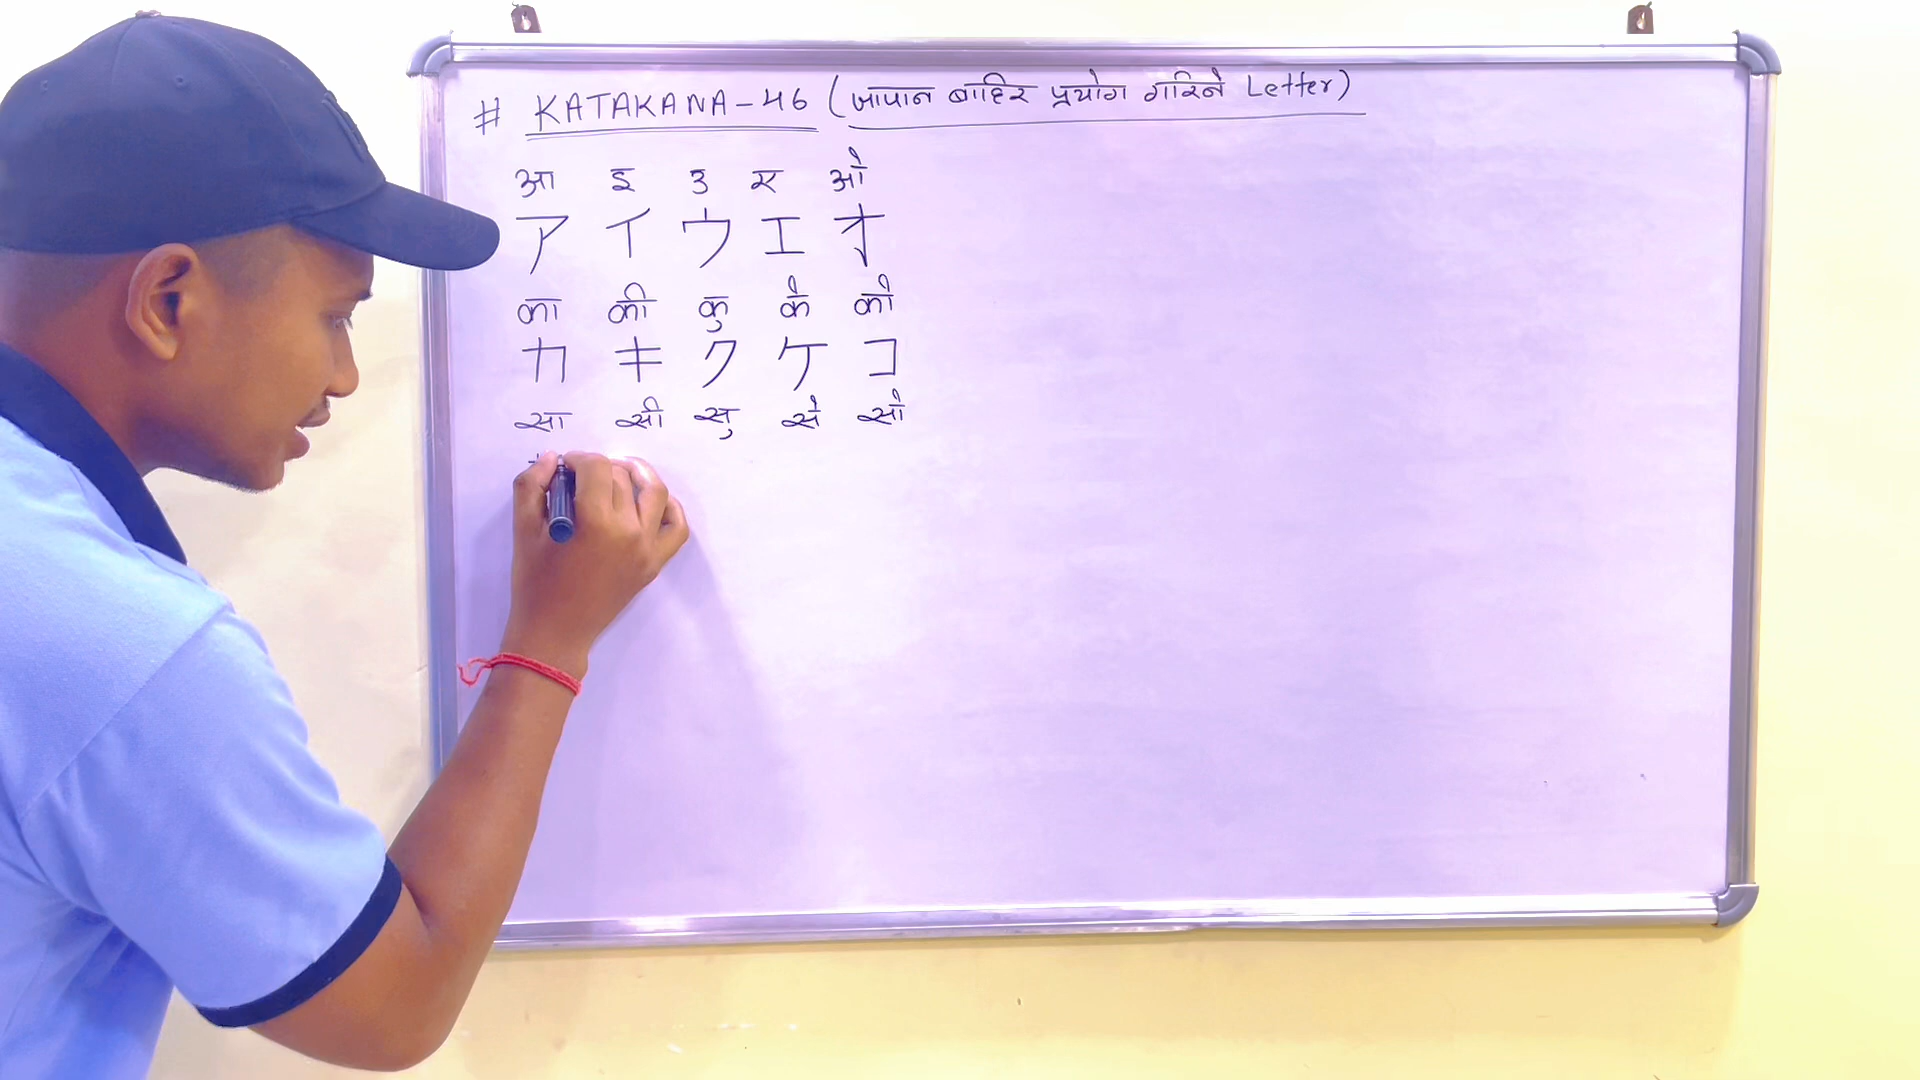 # KATAKANA-46 (जापान बाहिर प्रयोग गरिने Letter)
आ इ उ ए ओ
ア イ ウ エ オ
का की कु के को
カ キ ク ケ コ
सा सी सु से सो